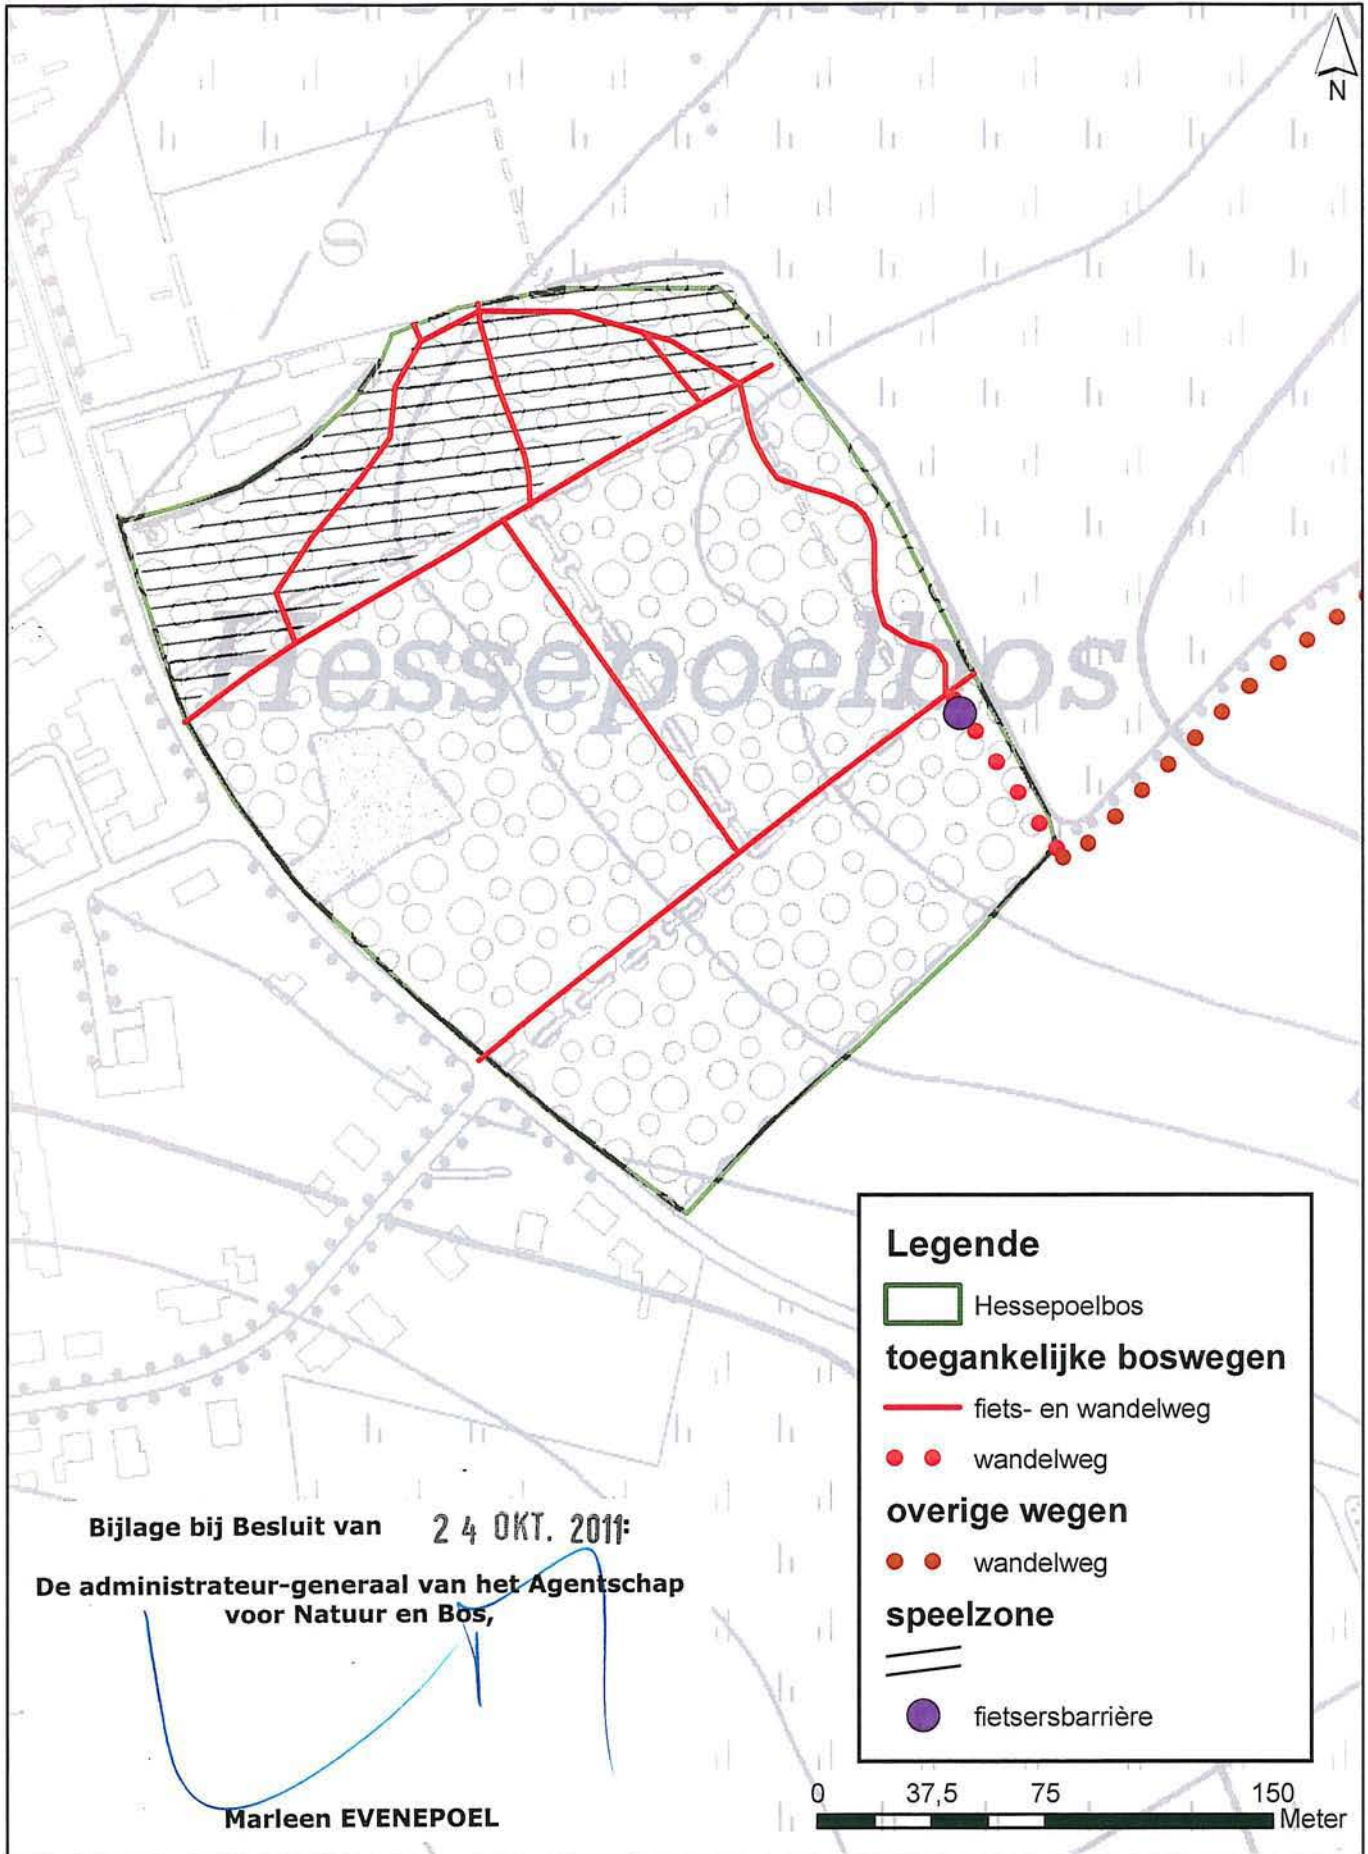 N
S
Hessepoelbos
Legende
Hessepoelbos
toegankelijke boswegen
fiets- en wandelweg
wandelweg
overige wegen
wandelweg
speelzone
fietsersbarrière
0 37,5 75 150
Meter
Bijlage bij Besluit van 24 OKT. 2011
De administrateur-generaal van het Agentschap
voor Natuur en Bos,
Marleen EVENEPOEL